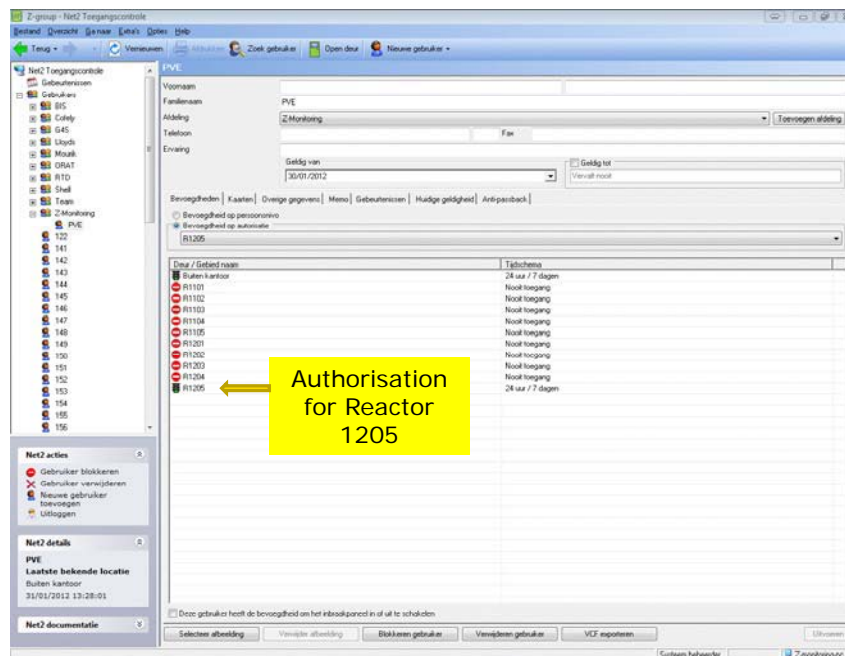 Z-group - Net2 Toegangscontrole
Bestand Overzicht Ga naar Extra's Opties Help
Terug Vernieuwen Afdrukken Zoek gebruiker Open deur Nieuwe gebruiker
Net2 Toegangscontrole
Gebeurtenissen
Gebruikers
BIS
Cofely
G4S
Lloyds
Mourik
ORAT
RTD
Shell
Team
Z-Monitoring
PVE
122
141
142
143
144
145
146
147
148
149
150
151
152
153
154
155
156
Net2 acties
Gebruiker blokkeren
Gebruiker verwijderen
Nieuwe gebruiker
toevoegen
Uitloggen
Net2 details
PVE
Laatste bekende locatie
Buiten kantoor
31/01/2012 13:28:01
Net2 documentatie
PVE
Voornaam
Familienaam PVE
Afdeling Z-Monitoring Toevoegen afdeling
Telefoon Fax
Ervaring
Geldig van Geldig tot
30/01/2012 Vervalt nooit
Bevoegdheden Kaarten Overige gegevens Memo Gebeurtenissen Huidige geldigheid Anti-passback
Bevoegdheid op persoonsnivo
Bevoegdheid op autorisatie
R1205
Deur / Gebied naam Tijdschema
Buiten kantoor 24 uur / 7 dagen
R1101 Nooit toegang
R1102 Nooit toegang
R1103 Nooit toegang
R1104 Nooit toegang
R1105 Nooit toegang
R1201 Nooit toegang
R1202 Nooit toegang
R1203 Nooit toegang
R1204 Nooit toegang
R1205 24 uur / 7 dagen
Authorisation
for Reactor
1205
Deze gebruiker heeft de bevoegdheid om het inbraakpaneel in of uit te schakelen
Selecteer afbeelding Verwijder afbeelding Blokkeren gebruiker Verwijderen gebruiker VCF exporteren Uitvoeren
Systeem beheerder Z-monitoring-pc